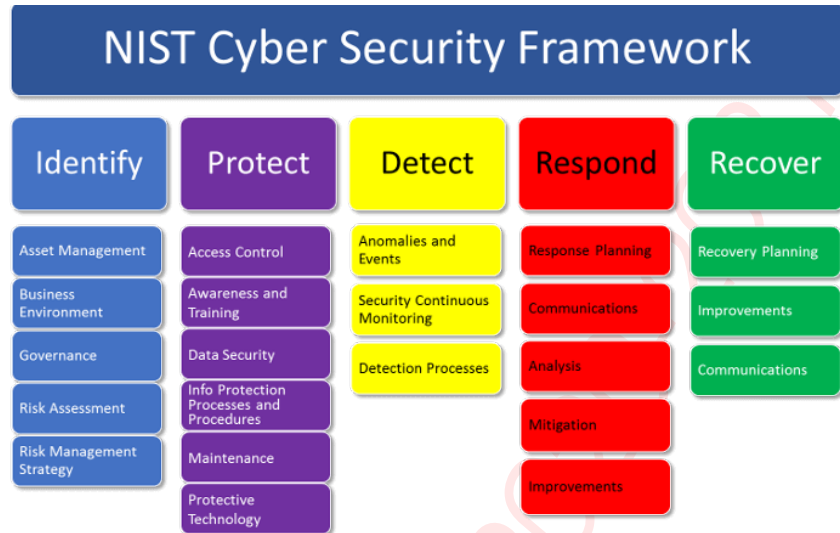 NIST Cyber Security Framework
Identify
Protect
Detect
Respond
Recover
Asset Management
Business
Environment
Governance
Risk Assessment
Risk Management
Strategy
Access Control
Awareness and
Training
Data Security
Info Protection
Processes and
Procedures
Maintenance
Protective
Technology
Anomalies and
Events
Security Continuous
Monitoring
Detection Processes
Response Planning
Communications
Analysis
Mitigation
Improvements
Recovery Planning
Improvements
Communications